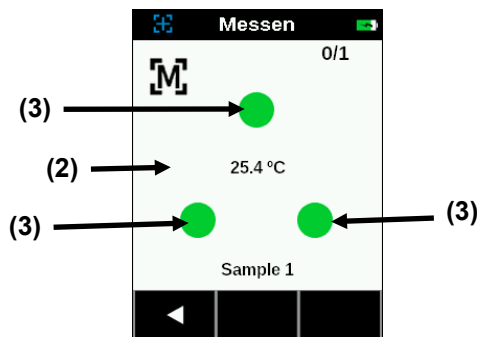 Messen
0/1
[M]
(3)
(2)
25.4 °C
(3)
(3)
Sample 1